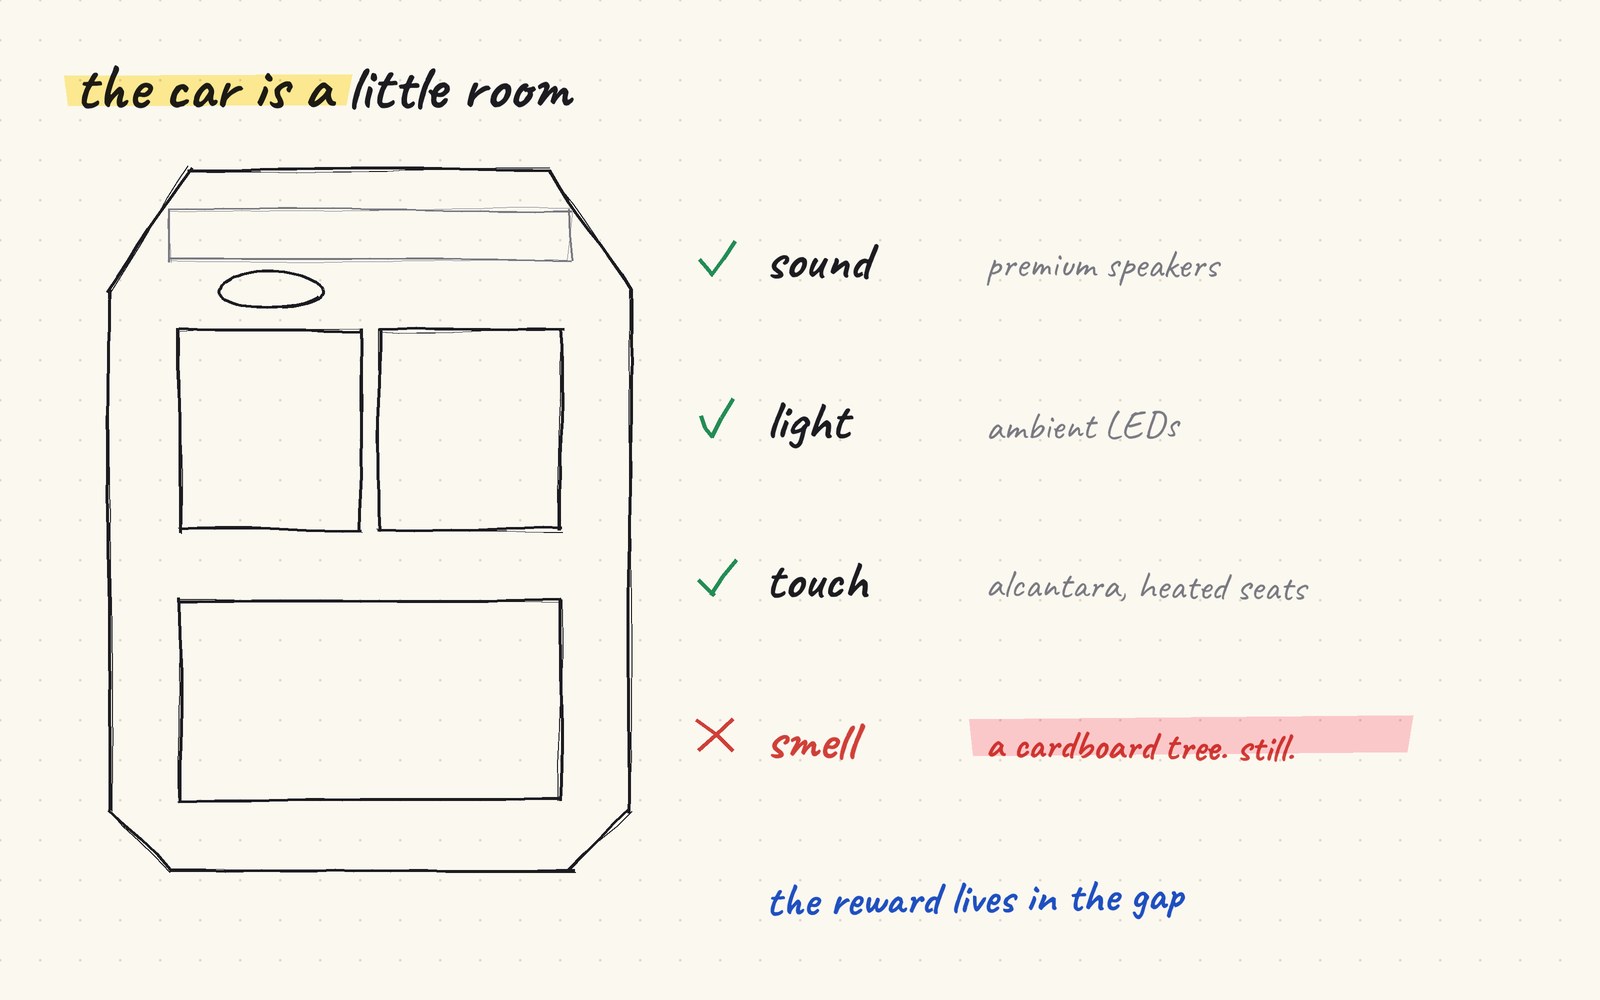 the car is a little room
sound premium speakers
light ambient LEDs
touch alcantara, heated seats
smell a cardboard tree. still.
the reward lives in the gap